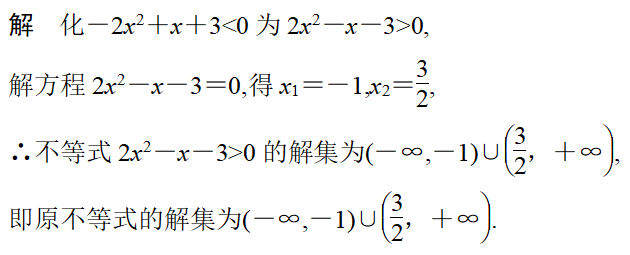 解 化－2x²＋x＋3<0 为 2x²－x－3>0,
解方程 2x²－x－3＝0,得 x₁＝－1,x₂＝3/2,
∴不等式 2x²－x－3>0 的解集为(－∞,－1)∪(3/2，＋∞),
即原不等式的解集为(－∞,－1)∪(3/2，＋∞).